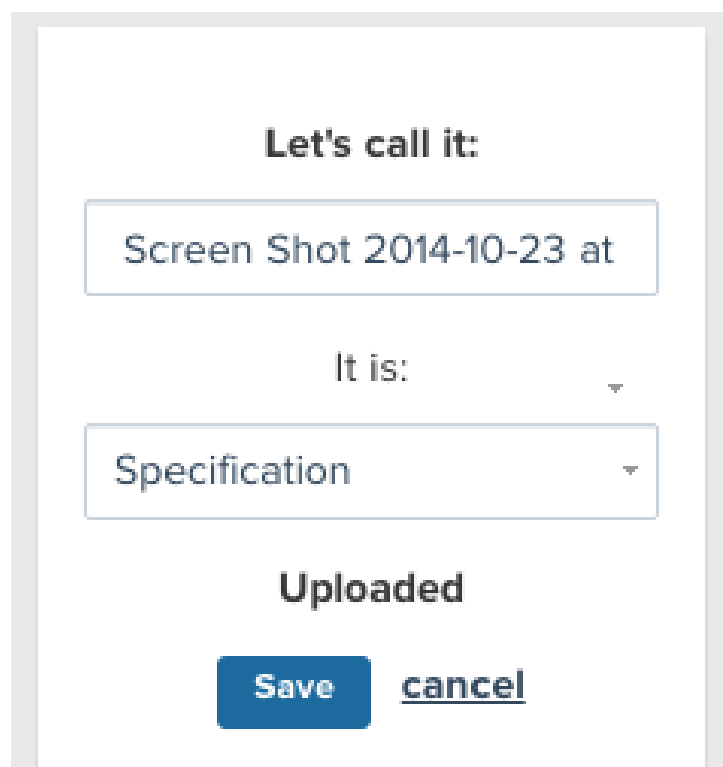 Let's call it:
Screen Shot 2014-10-23 at
It is:
Specification
Uploaded
Save cancel